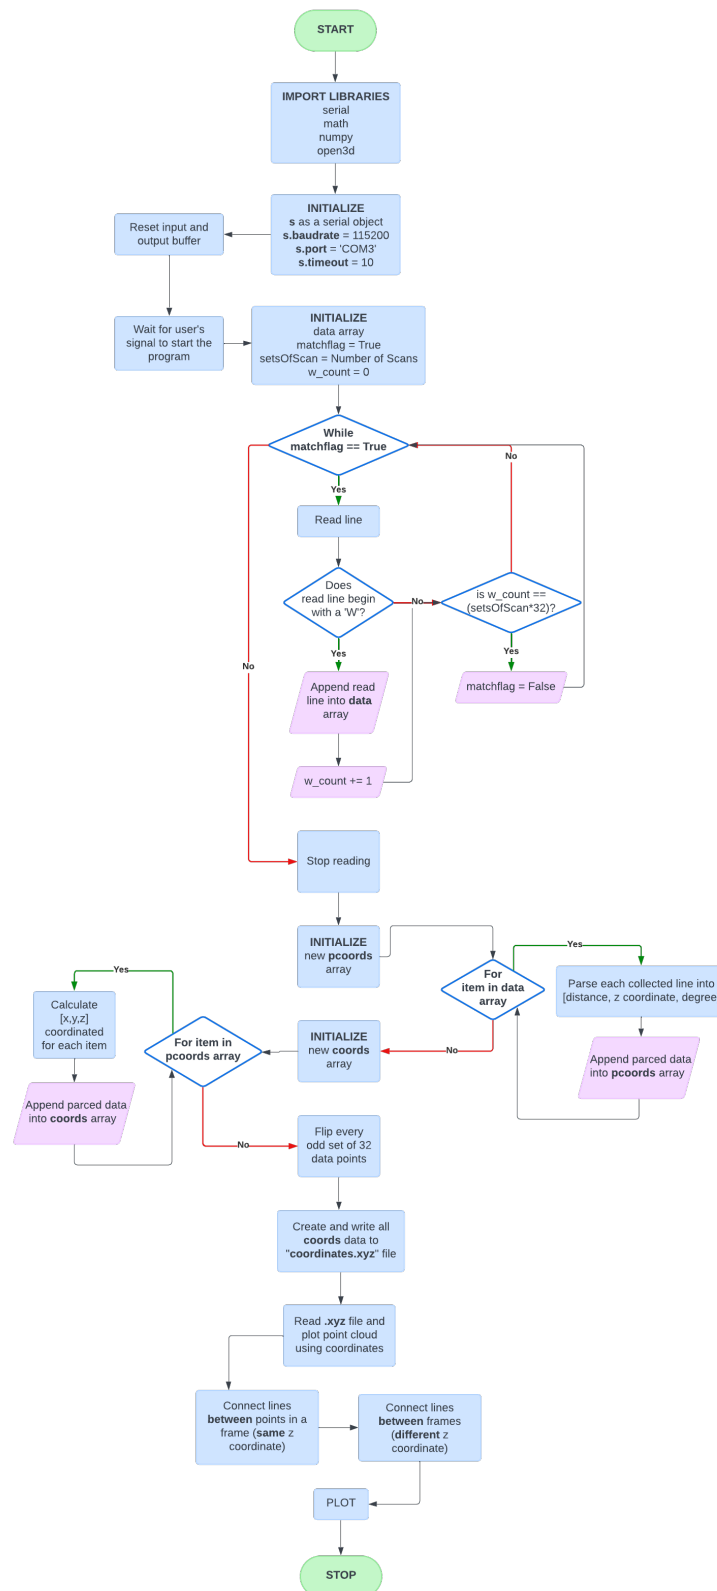 START
IMPORT LIBRARIES
serial
math
numpy
open3d
INITIALIZE
s as a serial object
s.baudrate = 115200
s.port = 'COM3'
s.timeout = 10
Reset input and
output buffer
Wait for user's
signal to start the
program
INITIALIZE
data array
matchflag = True
setsOfScan = Number of Scans
w_count = 0
While
matchflag == True
No
Yes
Read line
Does
read line begin
with a 'W'?
No
is w_count ==
(setsOfScan*32)?
Yes
Yes
No
Append read
line into data
array
matchflag = False
w_count += 1
Stop reading
INITIALIZE
new pcoords
array
For
item in data
array
Yes
Parse each collected line into
[distance, z coordinate, degree
Append parced data
into pcoords array
No
INITIALIZE
new coords
array
For item in
pcoords array
Yes
Calculate
[x,y,z]
coordinated
for each item
Append parced data
into coords array
No
Flip every
odd set of 32
data points
Create and write all
coords data to
"coordinates.xyz" file
Read .xyz file and
plot point cloud
using coordinates
Connect lines
between points in a
frame (same z
coordinate)
Connect lines
between frames
(different z
coordinate)
PLOT
STOP